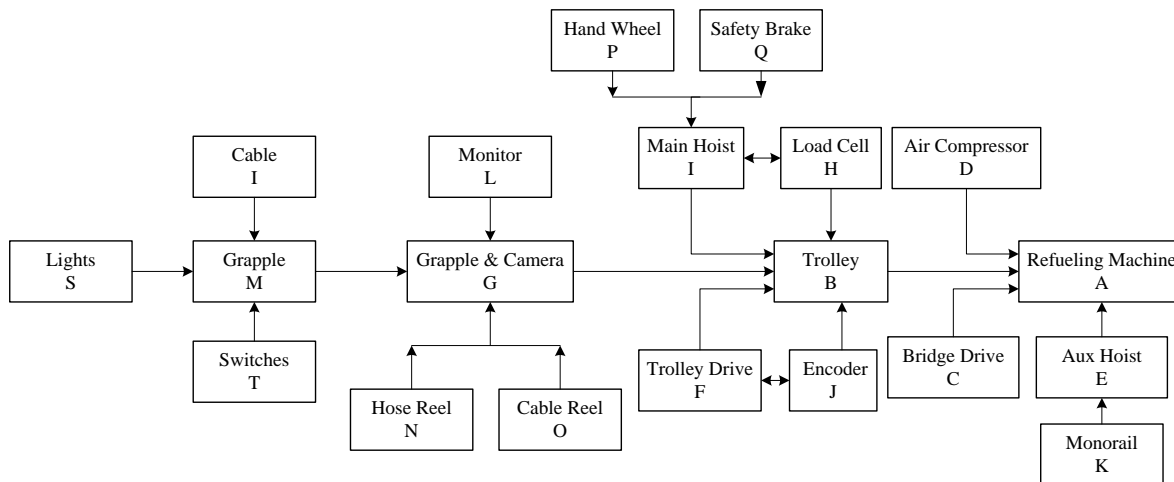 Hand Wheel
P
Safety Brake
Q
Cable
I
Monitor
L
Main Hoist
I
Load Cell
H
Air Compressor
D
Lights
S
Grapple
M
Grapple & Camera
G
Trolley
B
Refueling Machine
A
Switches
T
Hose Reel
N
Cable Reel
O
Trolley Drive
F
Encoder
J
Bridge Drive
C
Aux Hoist
E
Monorail
K